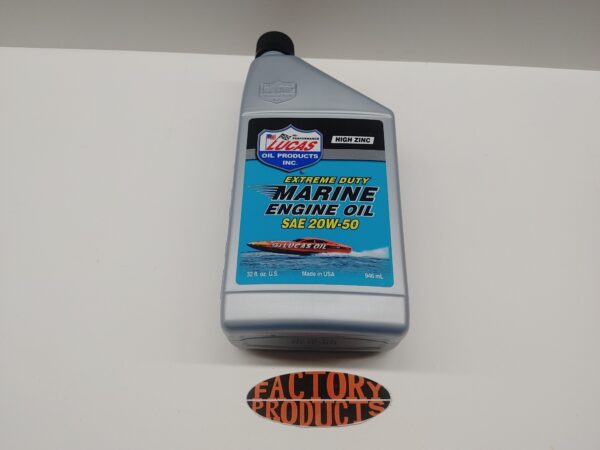 LUCAS
OIL PRODUCTS
INC.
HIGH ZINC
EXTREME DUTY
MARINE
ENGINE OIL
SAE 20W-50
LUCAS OIL
32 fl. oz. U.S.
Made in USA
946 mL
FACTORY
PRODUCTS